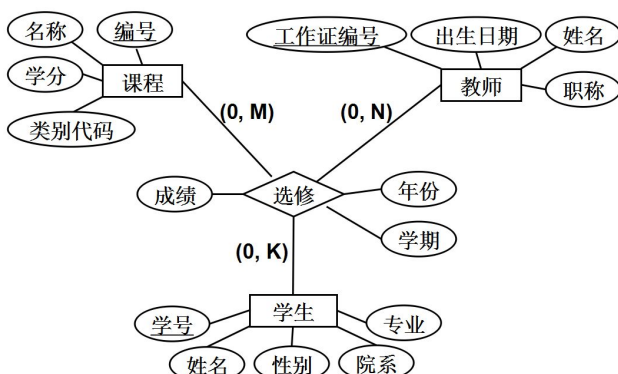 名称
编号
工作证编号
出生日期
姓名
学分
课程
教师
职称
类别代码
(0, M)
(0, N)
成绩
选修
年份
学期
(0, K)
学号
学生
专业
姓名
性别
院系